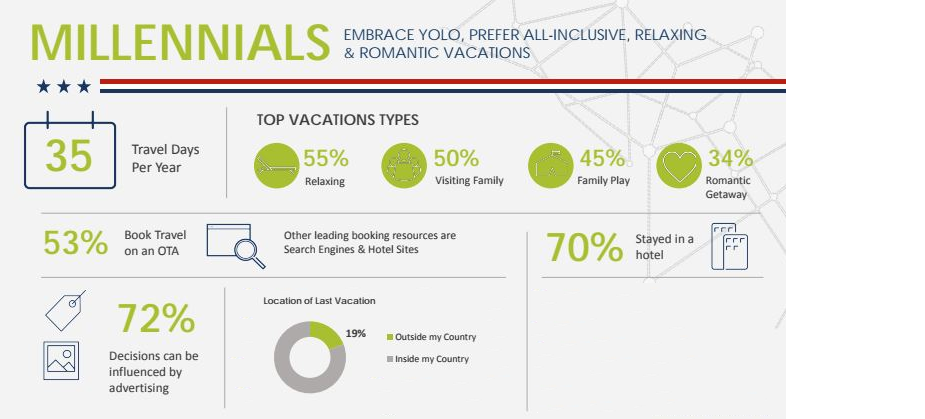 MILLENNIALS
EMBRACE YOLO, PREFER ALL-INCLUSIVE, RELAXING
& ROMANTIC VACATIONS
35
Travel Days
Per Year
TOP VACATIONS TYPES
55%
Relaxing
50%
Visiting Family
45%
Family Play
34%
Romantic
Getaway
53%
Book Travel
on an OTA
Other leading booking resources are
Search Engines & Hotel Sites
70%
Stayed in a
hotel
72%
Decisions can be
influenced by
advertising
Location of Last Vacation
19%
Outside my Country
Inside my Country